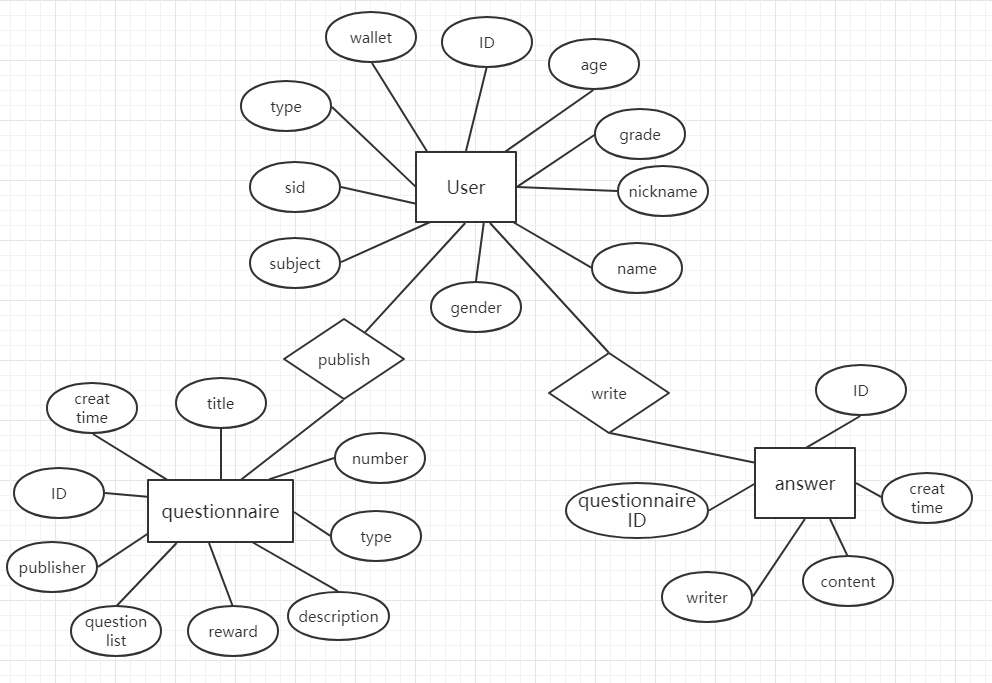 wallet
ID
age
type
grade
User
sid
nickname
subject
name
gender
publish
write
creat
time
title
ID
number
ID
questionnaire
answer
questionnaire
ID
creat
time
type
publisher
content
writer
question
list
reward
description